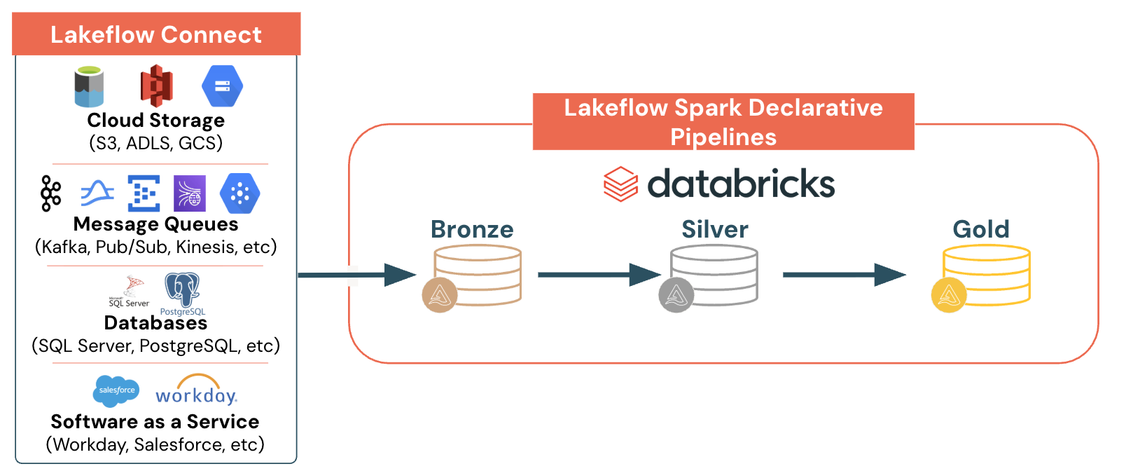 Lakeflow Connect
Cloud Storage
(S3, ADLS, GCS)
Message Queues
(Kafka, Pub/Sub, Kinesis, etc)
Microsoft
SQL Server
PostgreSQL
Databases
(SQL Server, PostgreSQL, etc)
salesforce
workday.
Software as a Service
(Workday, Salesforce, etc)
Lakeflow Spark Declarative
Pipelines
databricks
Bronze
Silver
Gold